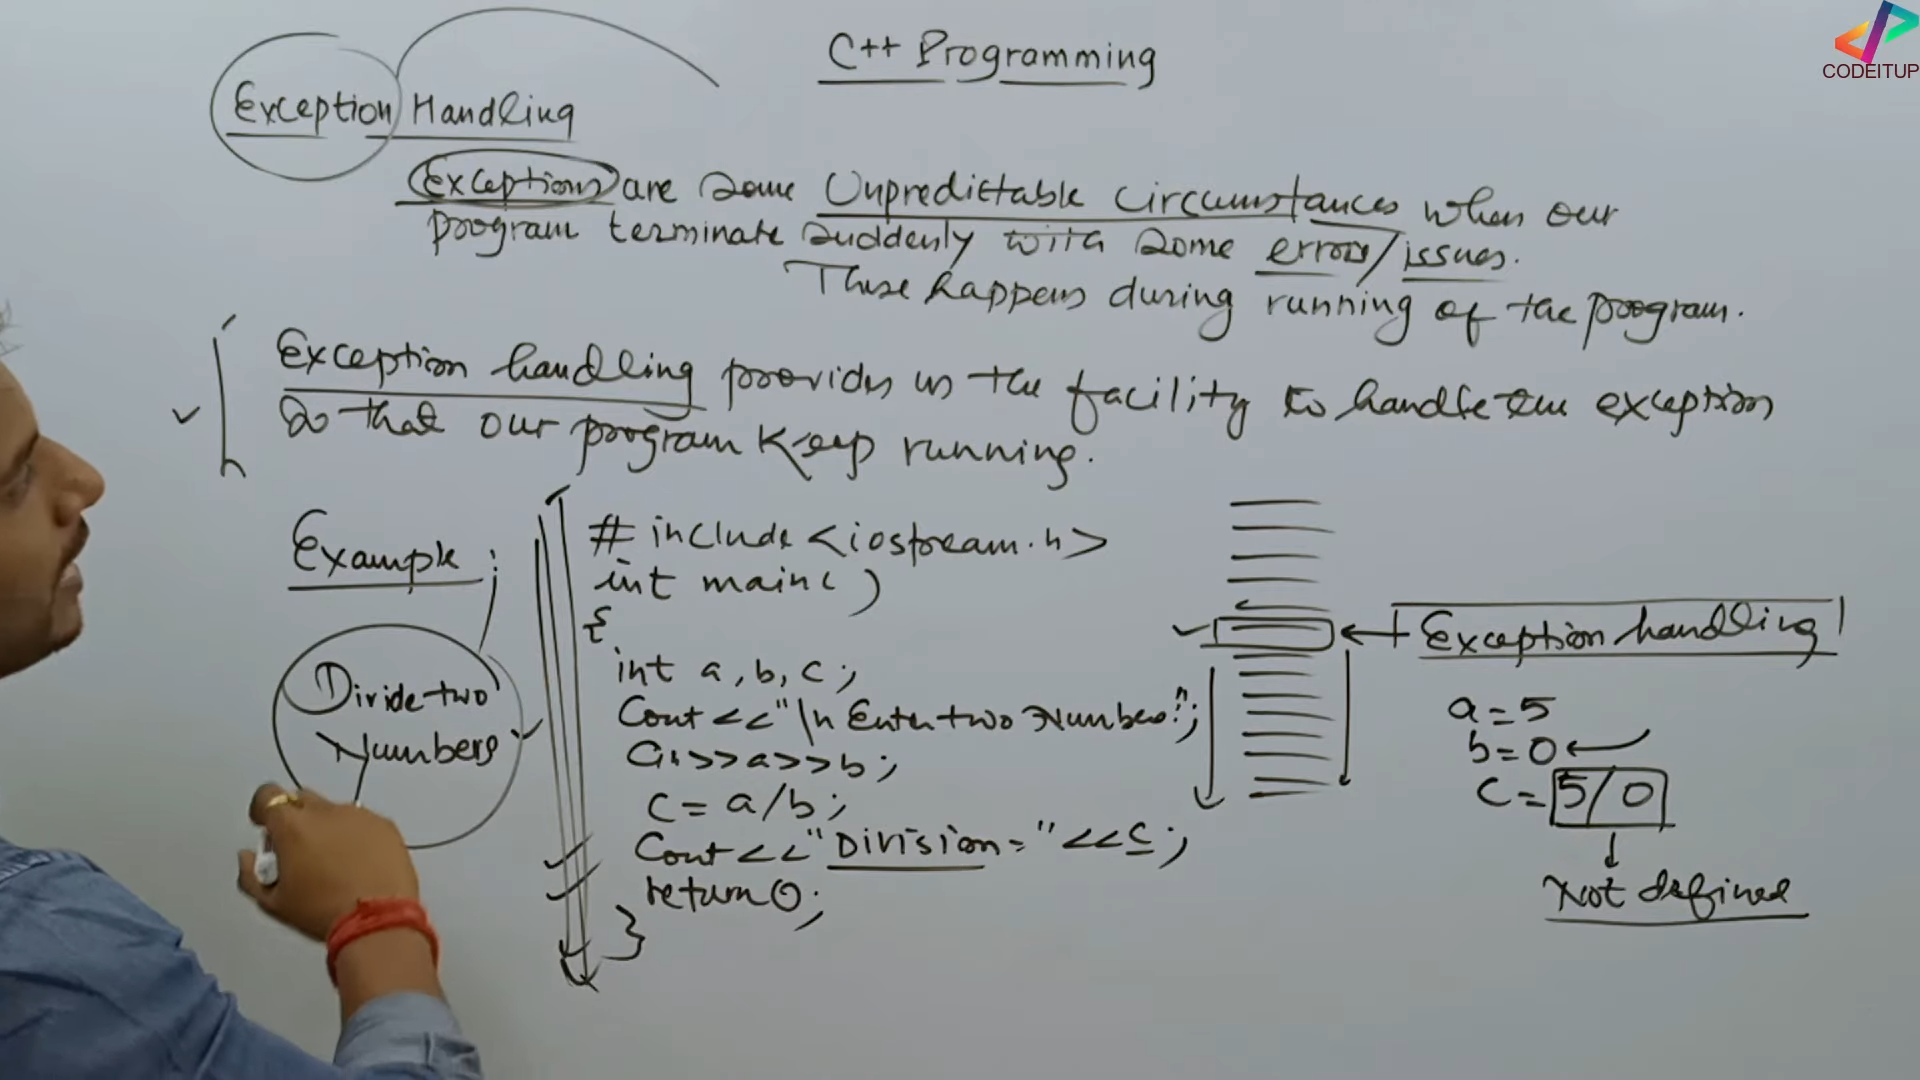 C++ Programming
CODEITUP
Exception Handling
Exceptions are some Unpredictable Circumstances when our
program terminate suddenly with some errors/issues.
These happens during running of the program.
Exception handling provides us the facility to handle the exception
so that our program keep running.
Example:
Divide two
Numbers
# include <iostream.h>
int main( )
{
int a, b, c;
Cout <<"\n Enter two Numbers:";
Cin>>a>>b;
c = a/b;
Cout <<"Division = "<<c;
return 0;
}
Exception handling
a = 5
b = 0
c = 5/0
Not defined